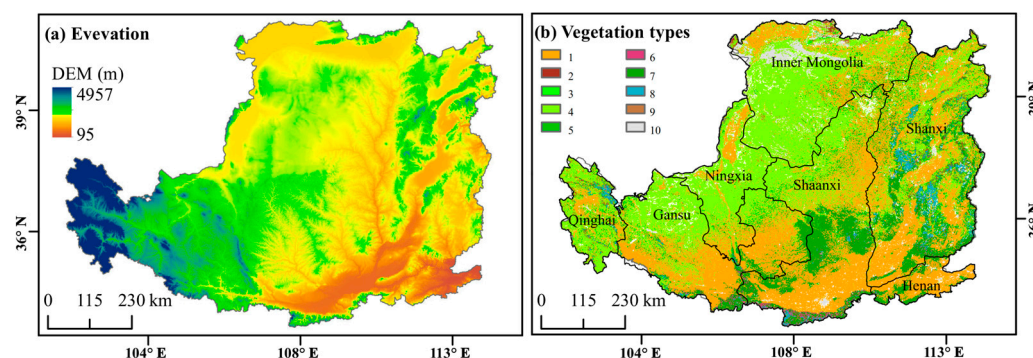 (a) Evevation
DEM (m)
4957
95
39° N
36° N
0 115 230 km
104° E 108° E 113° E
(b) Vegetation types
1 6
2 7
3 8
4 9
5 10
Inner Mongolia
Shanxi
Ningxia
Shaanxi
Qinghai
Gansu
Henan
39° N
36° N
0 115 230 km
104° E 108° E 113° E